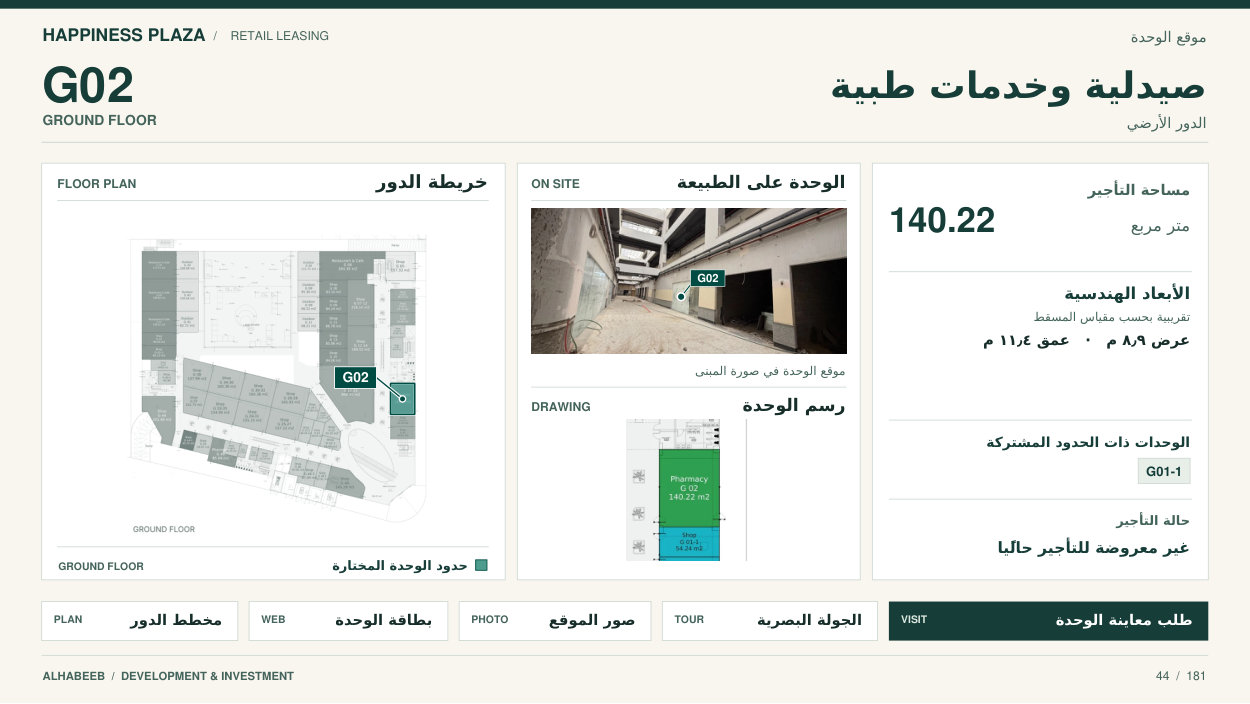 HAPPINESS PLAZA / RETAIL LEASING
موقع الوحدة
G02
صيدلية وخدمات طبية
GROUND FLOOR
الدور الأرضي
FLOOR PLAN
خريطة الدور
G02
GROUND FLOOR
GROUND FLOOR
حدود الوحدة المختارة
ON SITE
الوحدة على الطبيعة
G02
موقع الوحدة في صورة المبنى
DRAWING
رسم الوحدة
Pharmacy
G 02
140.22 m2
Shop
G 01-1
54.24 m2
مساحة التأجير
140.22
متر مربع
الأبعاد الهندسية
تقريبية بحسب مقياس المسقط
عرض ٨٫٩ م · عمق ١١٫٤ م
الوحدات ذات الحدود المشتركة
G01-1
حالة التأجير
غير معروضة للتأجير حاليًا
PLAN
مخطط الدور
WEB
بطاقة الوحدة
PHOTO
صور الموقع
TOUR
الجولة البصرية
VISIT
طلب معاينة الوحدة
ALHABEEB / DEVELOPMENT & INVESTMENT
44 / 181